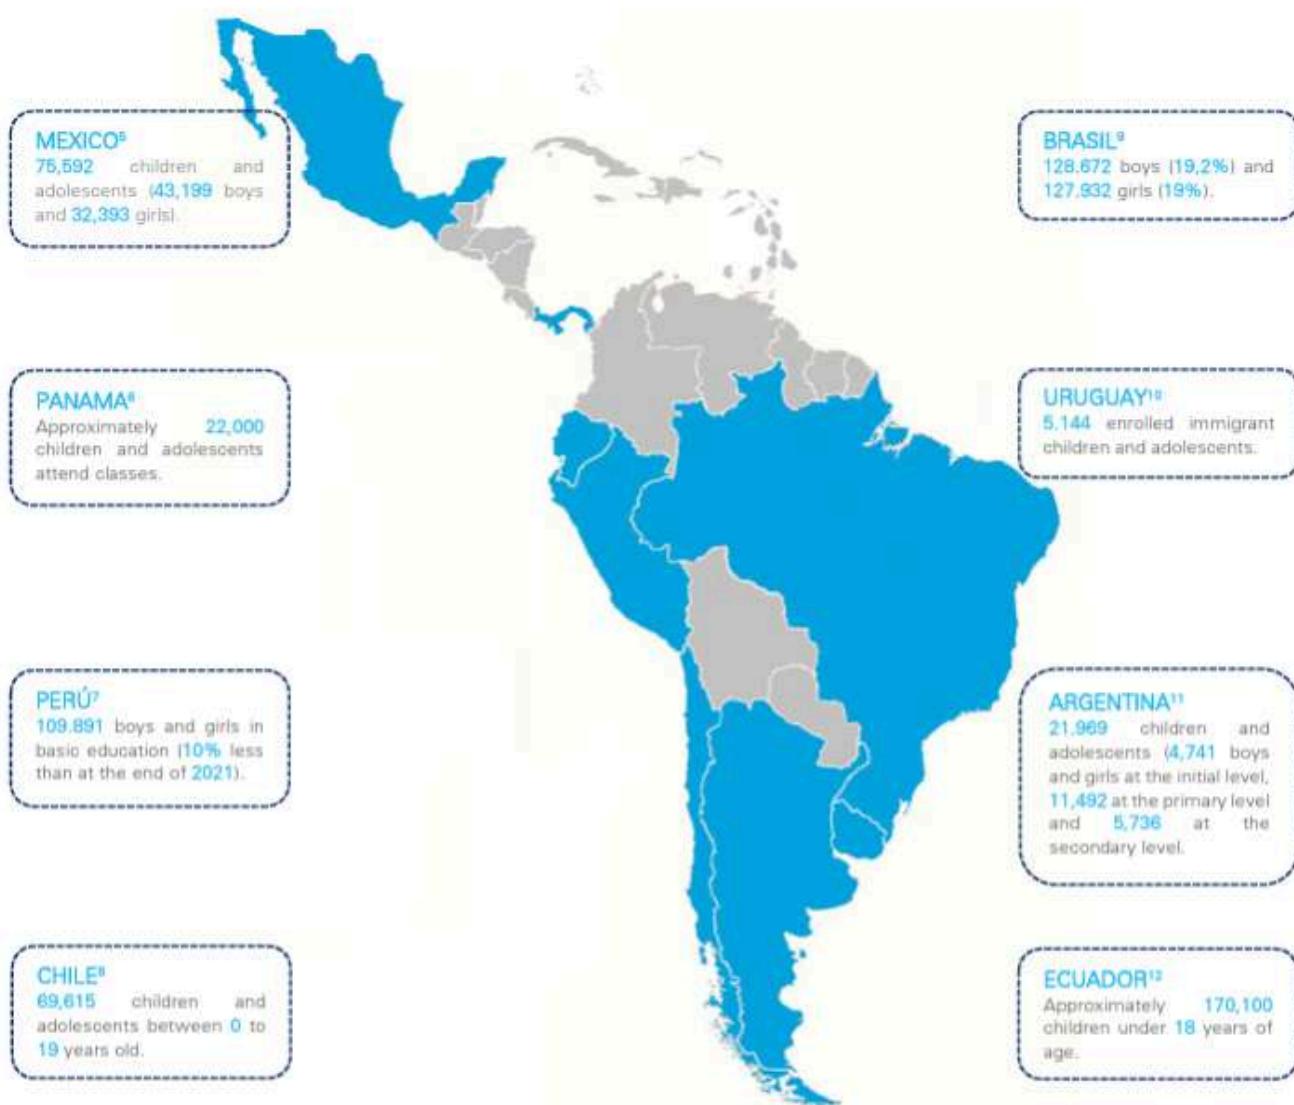 MEXICO⁵
75,592 children and
adolescents (43,199 boys
and 32,393 girls).
PANAMA⁶
Approximately 22,000
children and adolescents
attend classes.
PERÚ⁷
109.891 boys and girls in
basic education (10% less
than at the end of 2021).
CHILE⁸
69,615 children and
adolescents between 0 to
19 years old.
BRASIL⁹
128.672 boys (19,2%) and
127.932 girls (19%).
URUGUAY¹⁰
5.144 enrolled immigrant
children and adolescents.
ARGENTINA¹¹
21.969 children and
adolescents (4,741 boys
and girls at the initial level,
11,492 at the primary level
and 5,736 at the
secondary level.
ECUADOR¹²
Approximately 170,100
children under 18 years of
age.